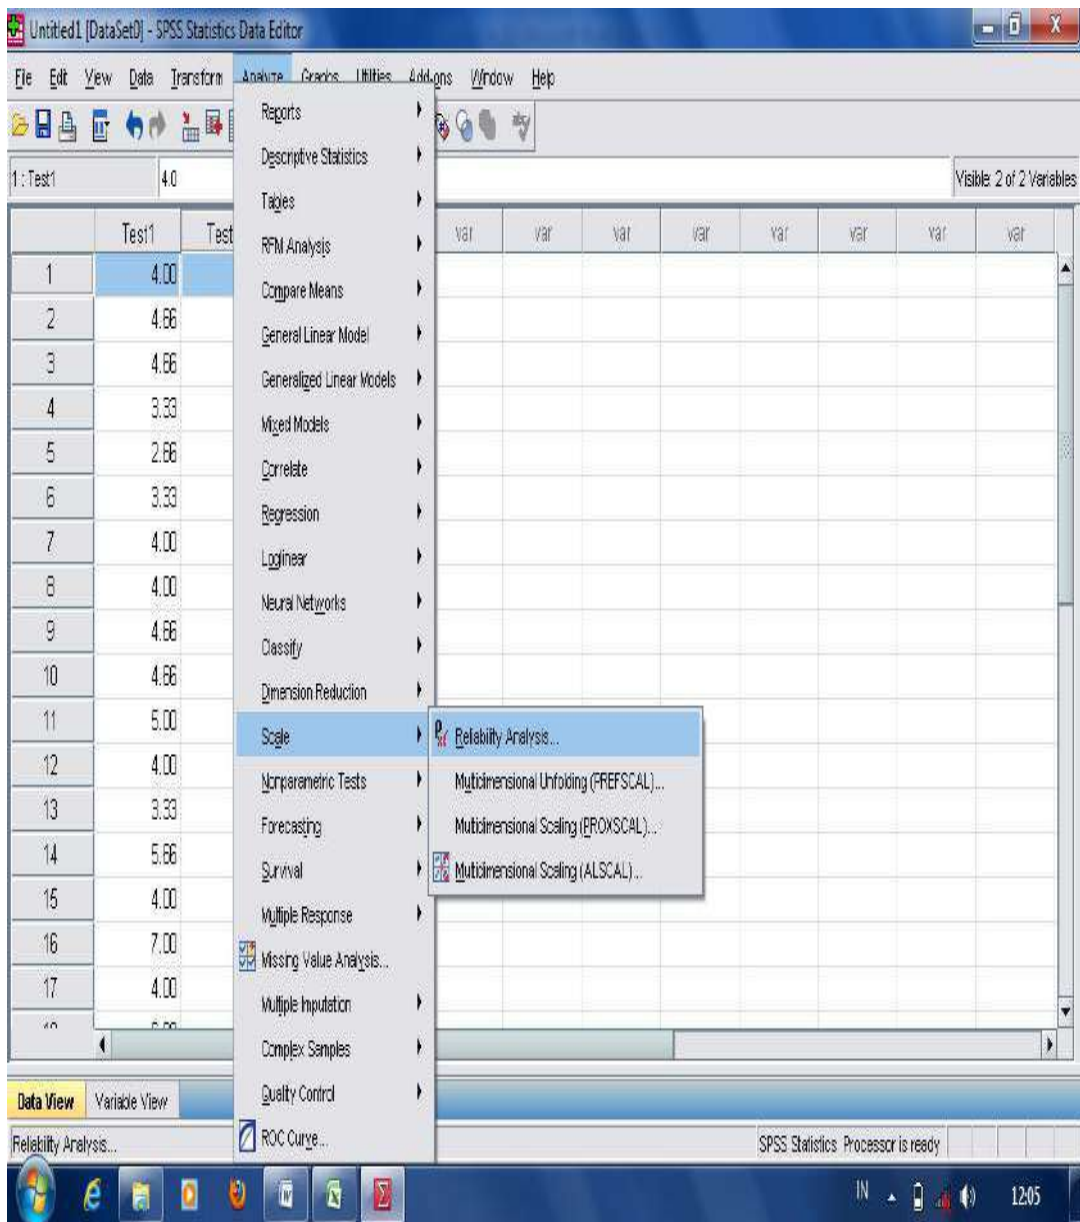 Untitled1 [DataSet0] - SPSS Statistics Data Editor
File Edit View Data Transform Analyze Graphs Utilities Add-ons Window Help
1 : Test1 4.0 Visible: 2 of 2 Variables
Test1 Test var var var var var var var var
1 4.00
2 4.66
3 4.66
4 3.33
5 2.66
6 3.33
7 4.00
8 4.00
9 4.66
10 4.66
11 5.00
12 4.00
13 3.33
14 5.66
15 4.00
16 7.00
17 4.00
Reports
Descriptive Statistics
Tables
RFM Analysis
Compare Means
General Linear Model
Generalized Linear Models
Mixed Models
Correlate
Regression
Loglinear
Neural Networks
Classify
Dimension Reduction
Scale
Nonparametric Tests
Forecasting
Survival
Multiple Response
Missing Value Analysis...
Multiple Imputation
Complex Samples
Quality Control
ROC Curve...
Reliability Analysis...
Multidimensional Unfolding (PREFSCAL)...
Multidimensional Scaling (PROXSCAL)...
Multidimensional Scaling (ALSCAL)...
Data View Variable View
Reliability Analysis... SPSS Statistics Processor is ready
IN 12:05